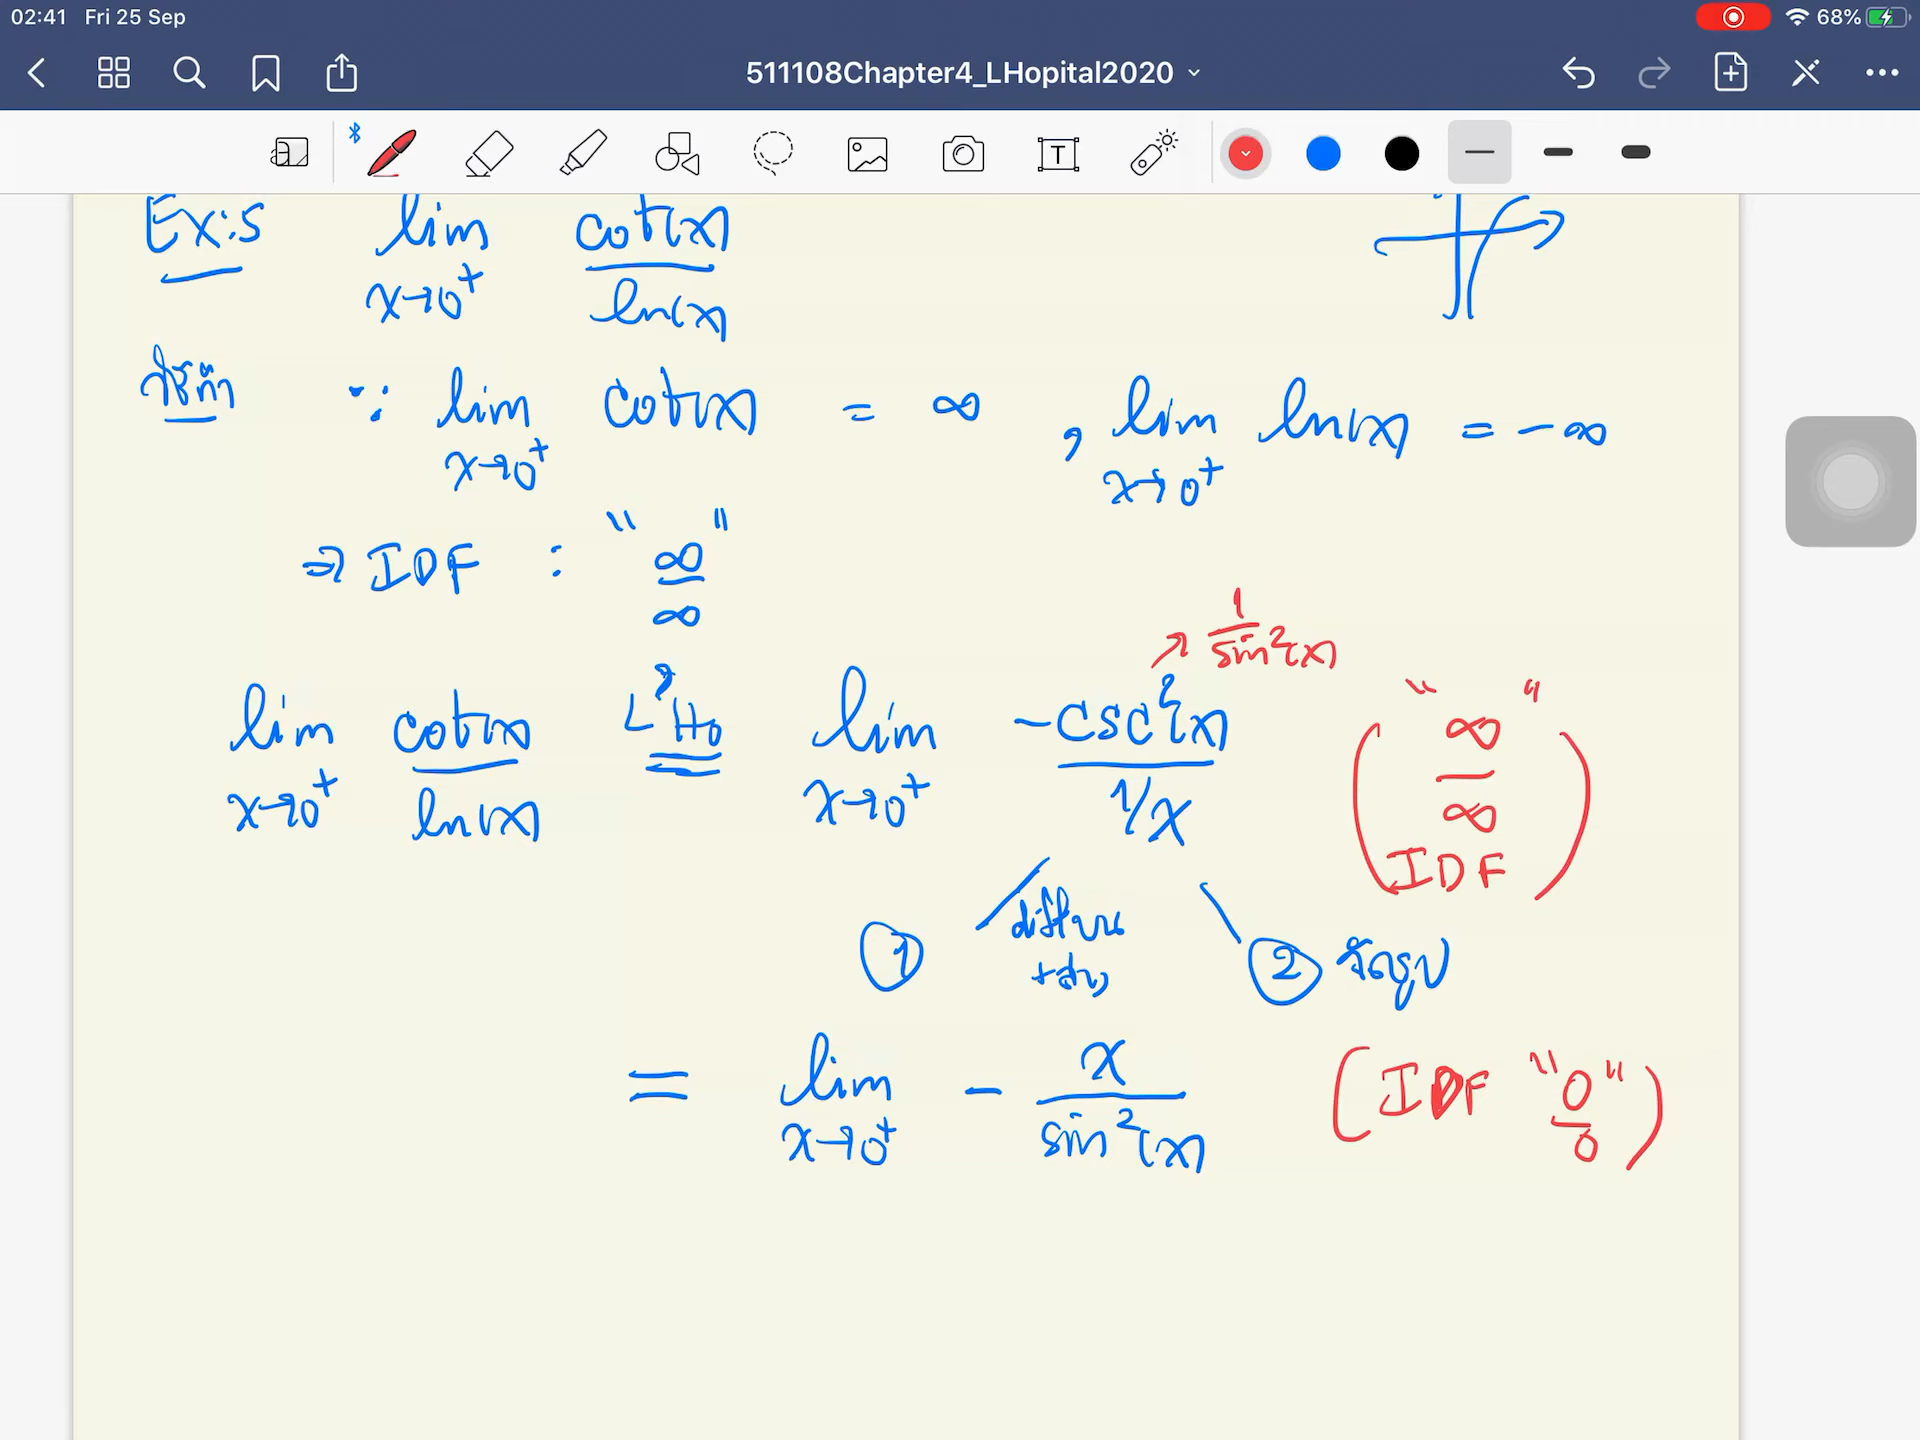 02:41 Fri 25 Sep 68%
511108Chapter4_LHopital2020
Ex:5 lim x→0⁺ cot(x) / ln(x)
วิธีทำ ∵ lim x→0⁺ cot(x) = ∞ , lim x→0⁺ ln(x) = -∞
⇒ IDF : "∞/∞"
1/sin²(x)
lim x→0⁺ cot(x) / ln(x) L'Ho = lim x→0⁺ -csc²(x) / 1/x ("∞/∞" IDF)
① diff บน + ล่าง ② จัดรูป
= lim x→0⁺ - x / sin²(x) (IDF "0/0")